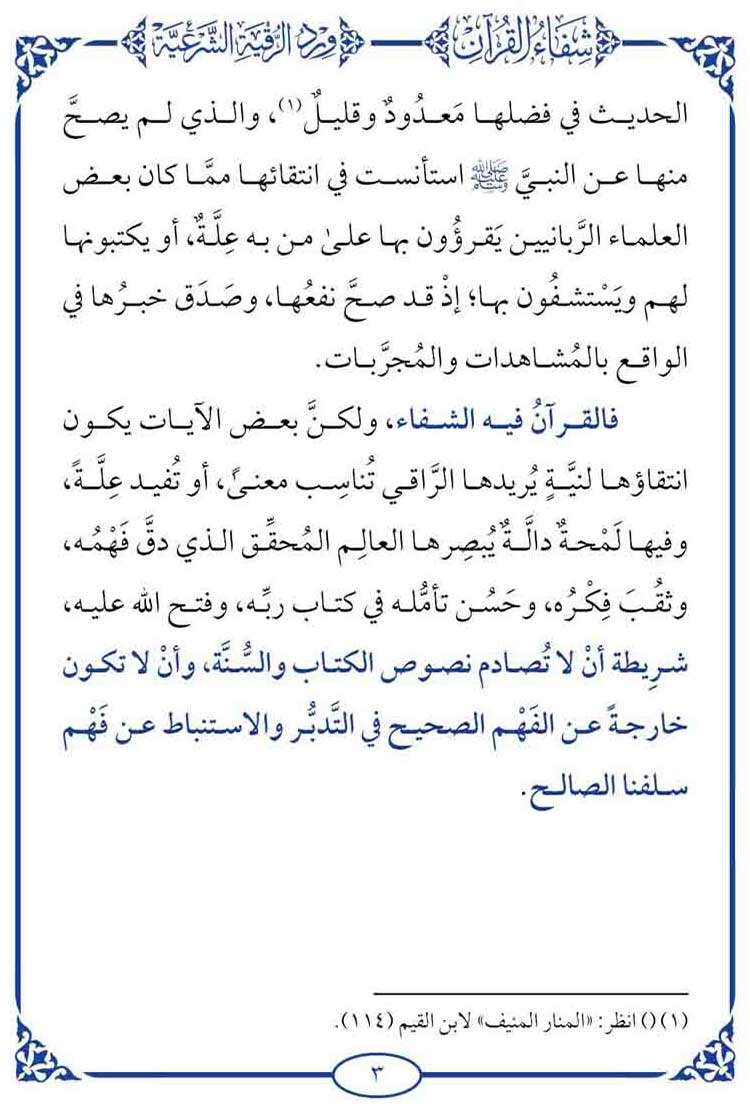 شِفَاءُ القُرْآنِ
وِرْدُ الرُّقْيَةِ الشَّرْعِيَّةِ
الحديث في فضلها مَعدُودٌ وقليلٌ(١)، والذي لم يصحَّ
منها عن النبيَّ ﷺ استأنست في انتقائها ممَّا كان بعض
العلماء الرَّبانيين يَقرؤُون بها علىٰ من به عِلَّةٌ، أو يكتبونها
لهم ويَسْتشفُون بها؛ إذْ قد صحَّ نفعُها، وصَدَق خبرُها في
الواقع بالمُشاهدات والمُجرَّبات.
فالقرآنُ فيه الشفاء، ولكنَّ بعض الآيات يكون
انتقاؤها لنيَّةٍ يُريدها الرَّاقي تُناسِب معنىً، أو تُفيد عِلَّةً،
وفيها لَمْحةٌ دالَّةٌ يُبصِرها العالِم المُحقِّق الذي دقَّ فَهْمُه،
وثقُبَ فِكْرُه، وحَسُن تأمُّله في كتاب ربِّه، وفتح الله عليه،
شرِيطة أنْ لا تُصادم نصوص الكتاب والسُّنَّة، وأنْ لا تكون
خارجةً عن الفَهْم الصحيح في التَّدبُّر والاستنباط عن فَهْم
سلفنا الصالح.
(١) () انظر: «المنار المنيف» لابن القيم (١١٤).
٣